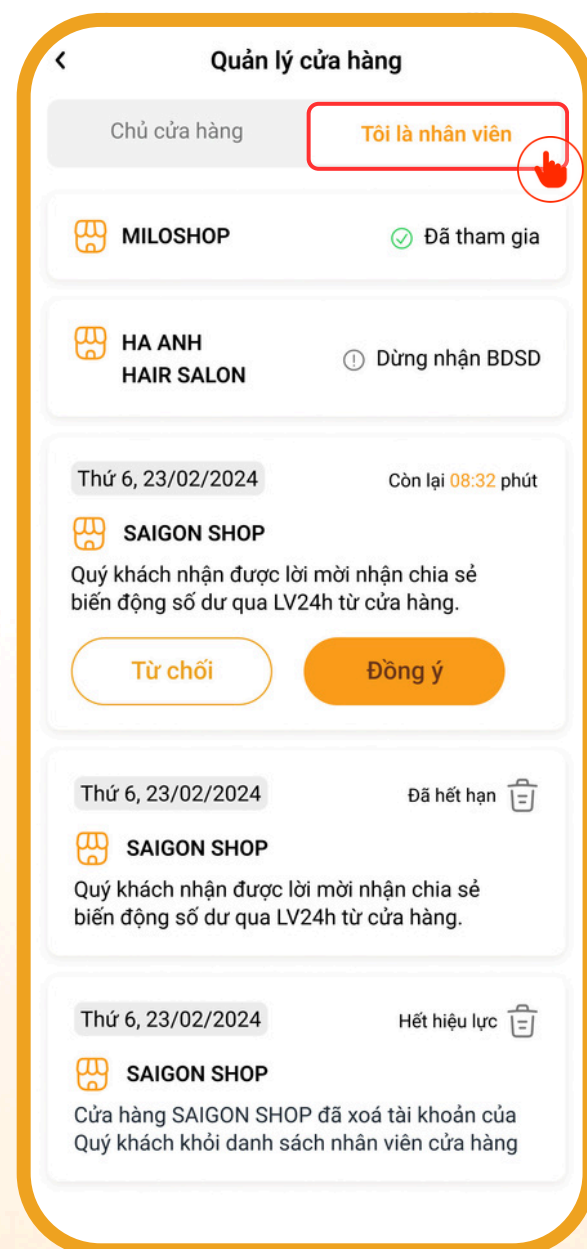 Quản lý cửa hàng
Chủ cửa hàng
Tôi là nhân viên
MILOSHOP
Đã tham gia
HA ANH
HAIR SALON
Dừng nhận BDSD
Thứ 6, 23/02/2024
Còn lại 08:32 phút
SAIGON SHOP
Quý khách nhận được lời mời nhận chia sẻ
biến động số dư qua LV24h từ cửa hàng.
Từ chối
Đồng ý
Thứ 6, 23/02/2024
Đã hết hạn
SAIGON SHOP
Quý khách nhận được lời mời nhận chia sẻ
biến động số dư qua LV24h từ cửa hàng.
Thứ 6, 23/02/2024
Hết hiệu lực
SAIGON SHOP
Cửa hàng SAIGON SHOP đã xoá tài khoản của
Quý khách khỏi danh sách nhân viên cửa hàng